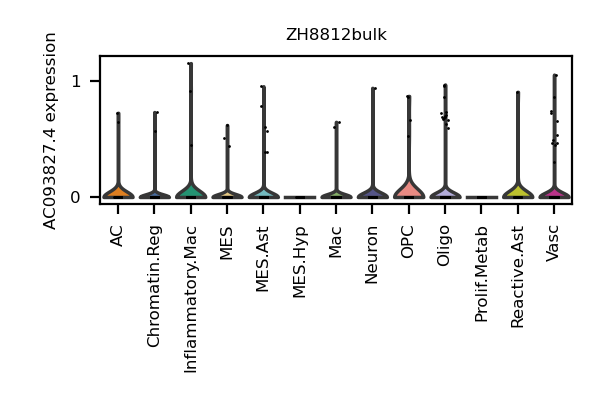 ZH8812bulk
AC093827.4 expression
1
0
AC
Chromatin.Reg
Inflammatory.Mac
MES
MES.Ast
MES.Hyp
Mac
Neuron
OPC
Oligo
Prolif.Metab
Reactive.Ast
Vasc